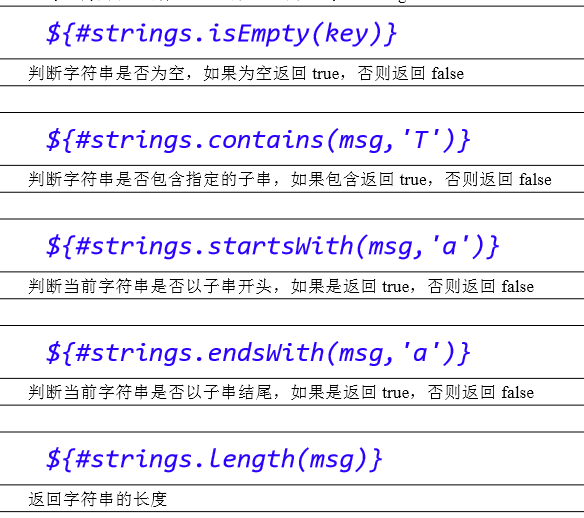 ${#strings.isEmpty(key)}
判断字符串是否为空，如果为空返回 true，否则返回 false
${#strings.contains(msg,'T')}
判断字符串是否包含指定的子串，如果包含返回 true，否则返回 false
${#strings.startsWith(msg,'a')}
判断当前字符串是否以子串开头，如果是返回 true，否则返回 false
${#strings.endsWith(msg,'a')}
判断当前字符串是否以子串结尾，如果是返回 true，否则返回 false
${#strings.length(msg)}
返回字符串的长度